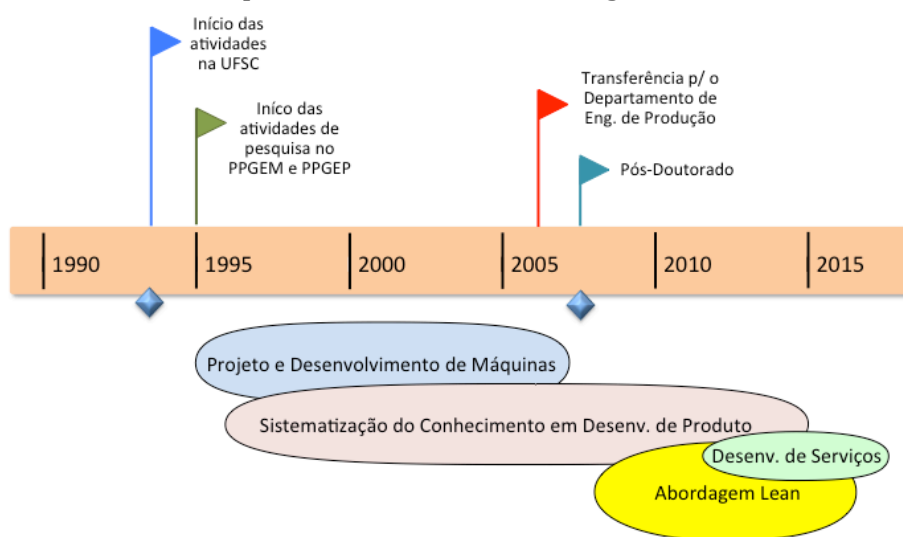 Início das
atividades
na UFSC
Iníco das
atividades de
pesquisa no
PPGEM e PPGEP
Transferência p/ o
Departamento de
Eng. de Produção
Pós-Doutorado
1990
1995
2000
2005
2010
2015
Projeto e Desenvolvimento de Máquinas
Sistematização do Conhecimento em Desenv. de Produto
Desenv. de Serviços
Abordagem Lean